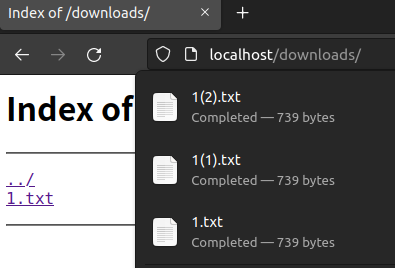 Index of /downloads/
localhost/downloads/
Index of
../
1.txt
1(2).txt
Completed — 739 bytes
1(1).txt
Completed — 739 bytes
1.txt
Completed — 739 bytes